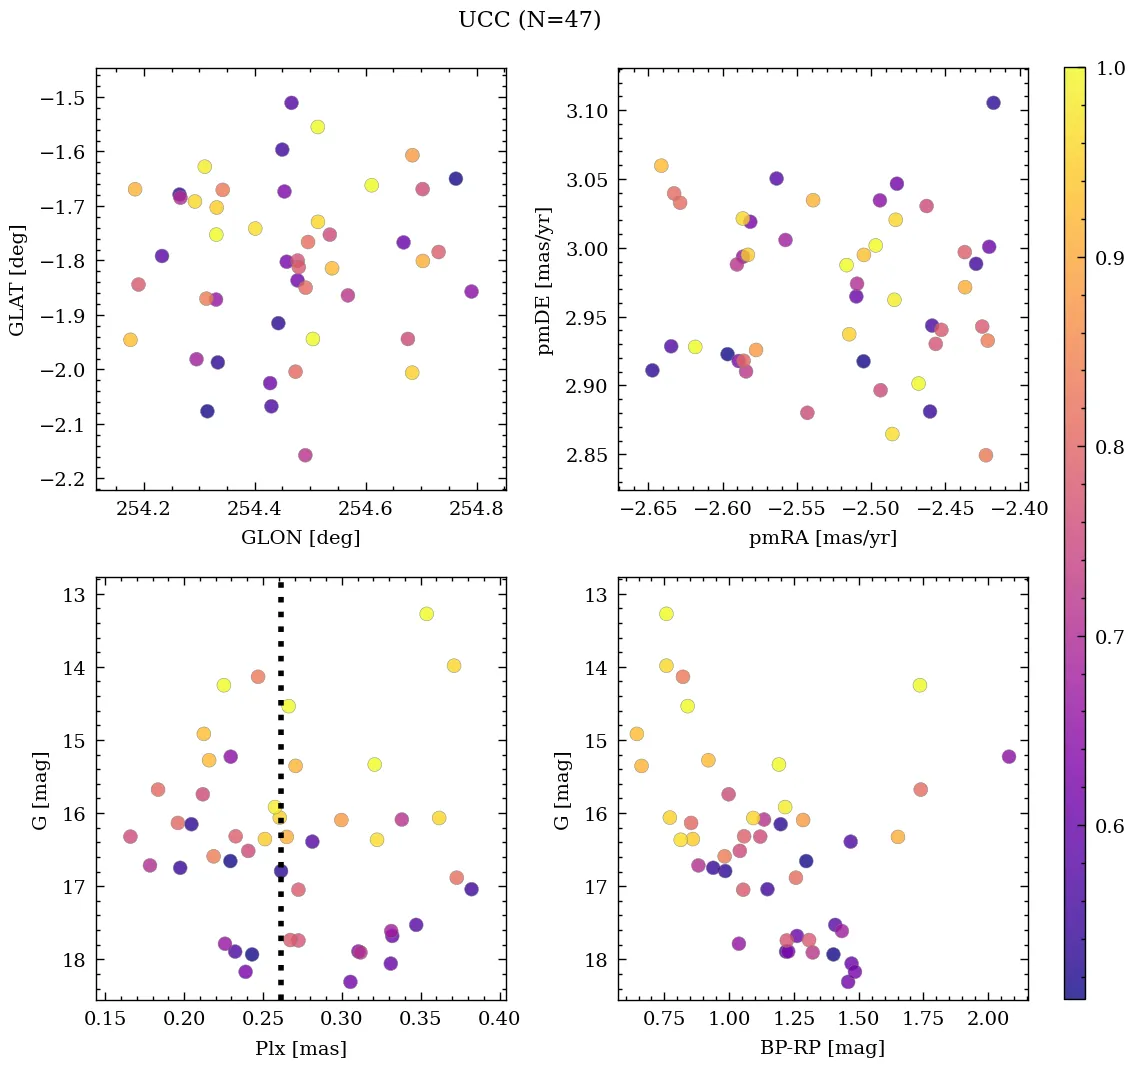 UCC (N=47)
−1.5
−1.6
−1.7
−1.8
−1.9
−2.0
−2.1
−2.2
GLAT [deg]
254.2 254.4 254.6 254.8
GLON [deg]
3.10
3.05
3.00
2.95
2.90
2.85
pmDE [mas/yr]
−2.65 −2.60 −2.55 −2.50 −2.45 −2.40
pmRA [mas/yr]
13
14
15
16
17
18
G [mag]
0.15 0.20 0.25 0.30 0.35 0.40
Plx [mas]
13
14
15
16
17
18
G [mag]
0.75 1.00 1.25 1.50 1.75 2.00
BP-RP [mag]
1.0
0.9
0.8
0.7
0.6